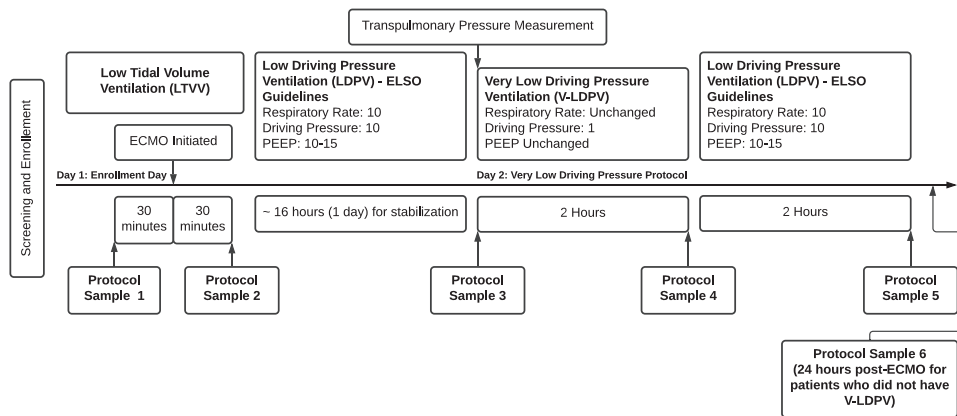 Transpulmonary Pressure Measurement
Screening and Enrollement
Low Tidal Volume
Ventilation (LTVV)
ECMO Initiated
Low Driving Pressure
Ventilation (LDPV) - ELSO
Guidelines
Respiratory Rate: 10
Driving Pressure: 10
PEEP: 10-15
Very Low Driving Pressure
Ventilation (V-LDPV)
Respiratory Rate: Unchanged
Driving Pressure: 1
PEEP Unchanged
Low Driving Pressure
Ventilation (LDPV) - ELSO
Guidelines
Respiratory Rate: 10
Driving Pressure: 10
PEEP: 10-15
Day 1: Enrollment Day
Day 2: Very Low Driving Pressure Protocol
30
minutes
30
minutes
~ 16 hours (1 day) for stabilization
2 Hours
2 Hours
Protocol
Sample 1
Protocol
Sample 2
Protocol
Sample 3
Protocol
Sample 4
Protocol
Sample 5
Protocol Sample 6
(24 hours post-ECMO for
patients who did not have
V-LDPV)